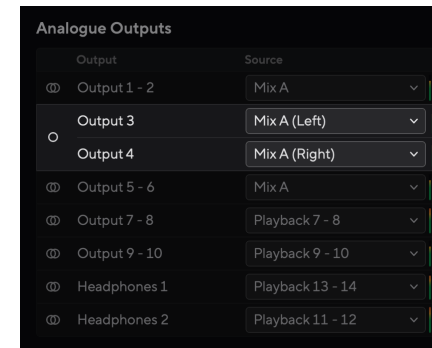 Analogue Outputs
Output Source
Output 1 - 2 Mix A
Output 3 Mix A (Left)
Output 4 Mix A (Right)
Output 5 - 6 Mix A
Output 7 - 8 Playback 7 - 8
Output 9 - 10 Playback 9 - 10
Headphones 1 Playback 13 - 14
Headphones 2 Playback 11 - 12